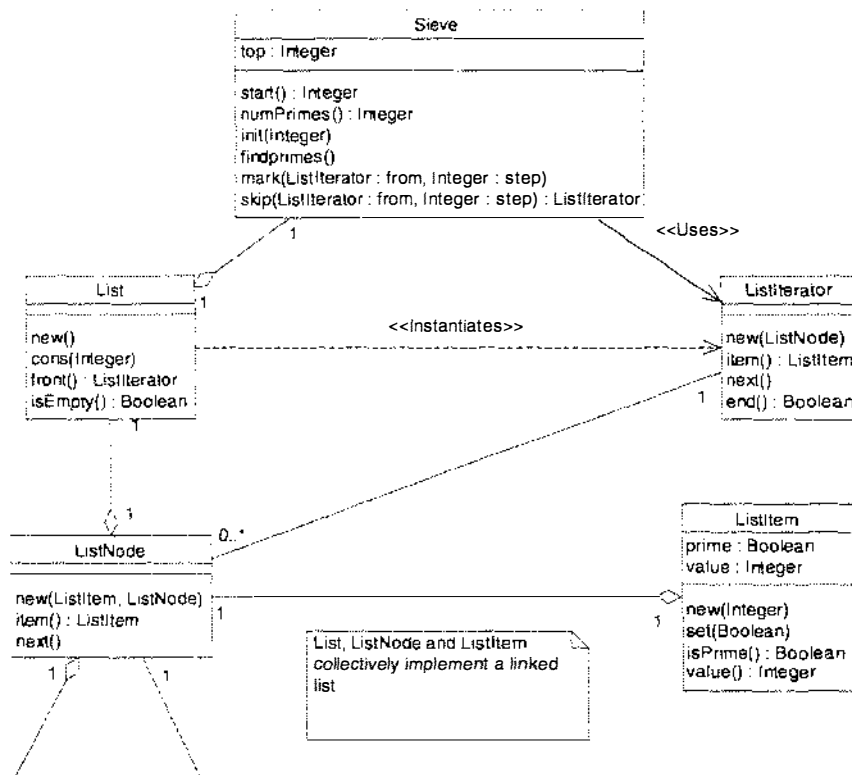 Sieve
top : Integer
start() : Integer
numPrimes() : Integer
init(Integer)
findprimes()
mark(ListIterator : from, Integer : step)
skip(ListIterator : from, Integer : step) : ListIterator
1
<<Uses>>
1
List
new()
cons(Integer)
front() : ListIterator
isEmpty() : Boolean
1
<<Instantiates>>
ListIterator
new(ListNode)
item() : ListItem
next()
end() : Boolean
1
1
0..*
ListNode
new(ListItem, ListNode)
item() : ListItem
next()
1
1
1
1
ListItem
prime : Boolean
value : Integer
new(Integer)
set(Boolean)
isPrime() : Boolean
value() : Integer
List, ListNode and ListItem
collectively implement a linked
list